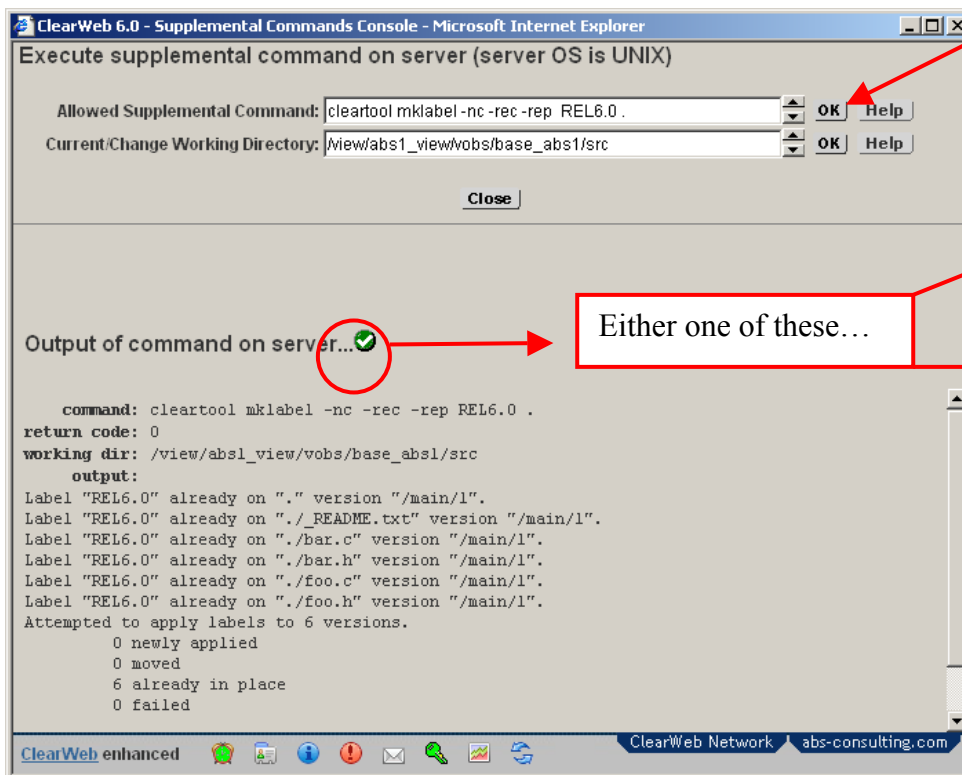 ClearWeb 6.0 - Supplemental Commands Console - Microsoft Internet Explorer
Execute supplemental command on server (server OS is UNIX)
Allowed Supplemental Command: cleartool mklabel -nc -rec -rep REL6.0 . OK Help
Current/Change Working Directory: /view/abs1_view/vobs/base_abs1/src OK Help
Close
Either one of these…
Output of command on server...
command: cleartool mklabel -nc -rec -rep REL6.0 .
return code: 0
working dir: /view/abs1_view/vobs/base_abs1/src
output:
Label "REL6.0" already on "." version "/main/1".
Label "REL6.0" already on "./_README.txt" version "/main/1".
Label "REL6.0" already on "./bar.c" version "/main/1".
Label "REL6.0" already on "./bar.h" version "/main/1".
Label "REL6.0" already on "./foo.c" version "/main/1".
Label "REL6.0" already on "./foo.h" version "/main/1".
Attempted to apply labels to 6 versions.
0 newly applied
0 moved
6 already in place
0 failed
ClearWeb enhanced ClearWeb Network abs-consulting.com